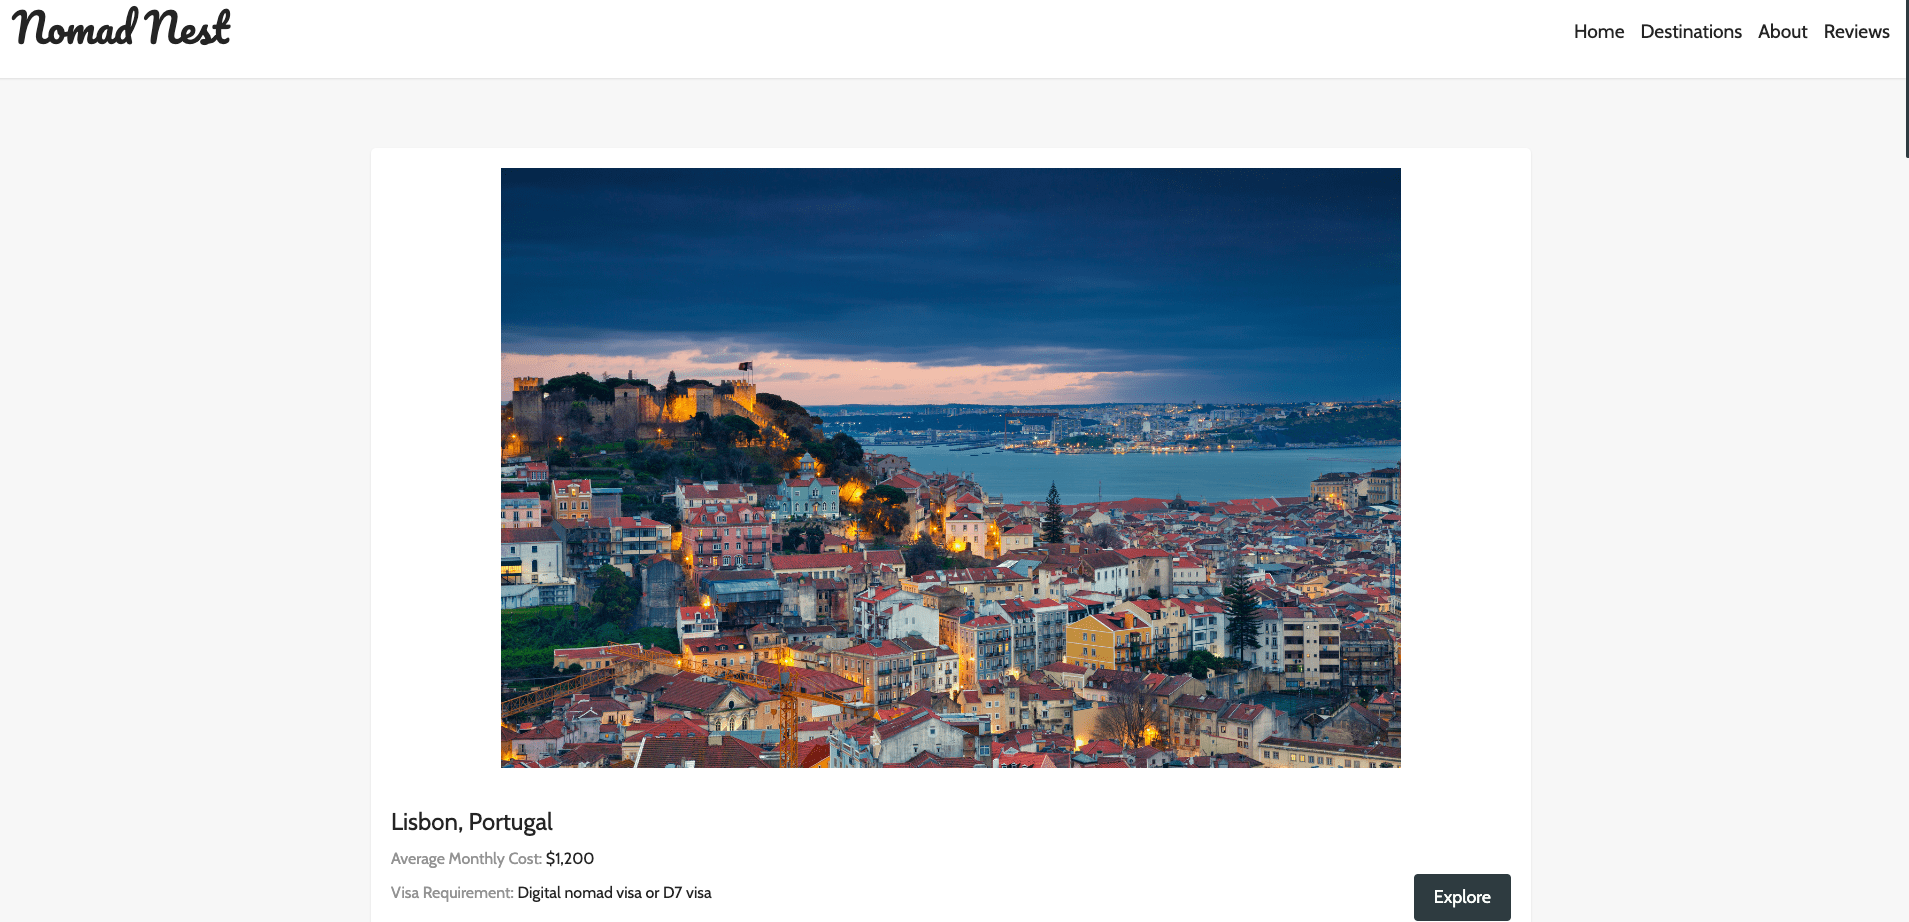 Nomad Nest
Home Destinations About Reviews
Lisbon, Portugal
Average Monthly Cost: $1,200
Visa Requirement: Digital nomad visa or D7 visa
Explore